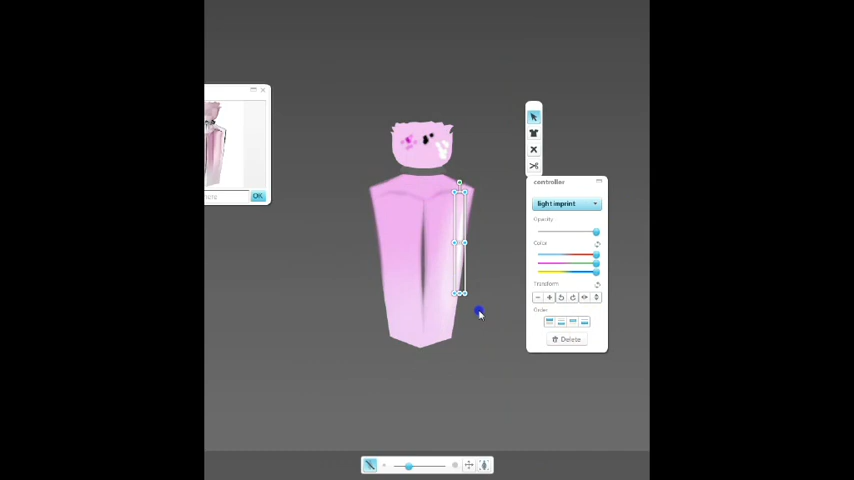 OK
controller
light imprint
Opacity
Color
Transform
Order
Delete